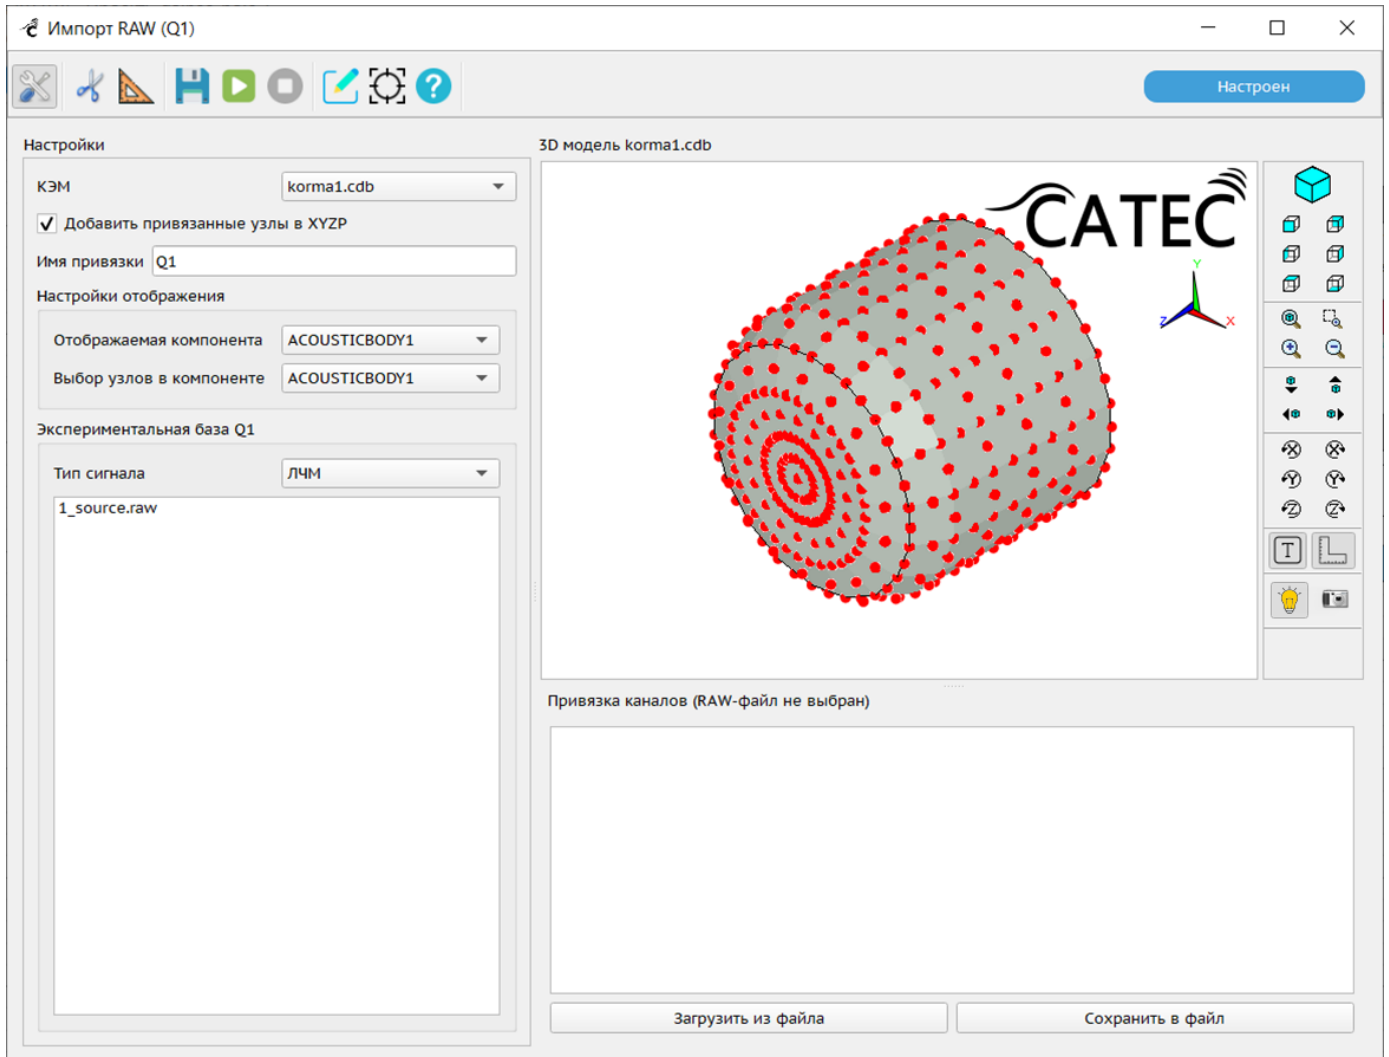 Импорт RAW (Q1)
Настроен
Настройки
КЭМ
korma1.cdb
Добавить привязанные узлы в XYZP
Имя привязки
Q1
Настройки отображения
Отображаемая компонента
ACOUSTICBODY1
Выбор узлов в компоненте
ACOUSTICBODY1
Экспериментальная база Q1
Тип сигнала
ЛЧМ
1_source.raw
3D модель korma1.cdb
CATEC
Y
Z
X
X X
Y Y
Z Z
T
Привязка каналов (RAW-файл не выбран)
Загрузить из файла
Сохранить в файл